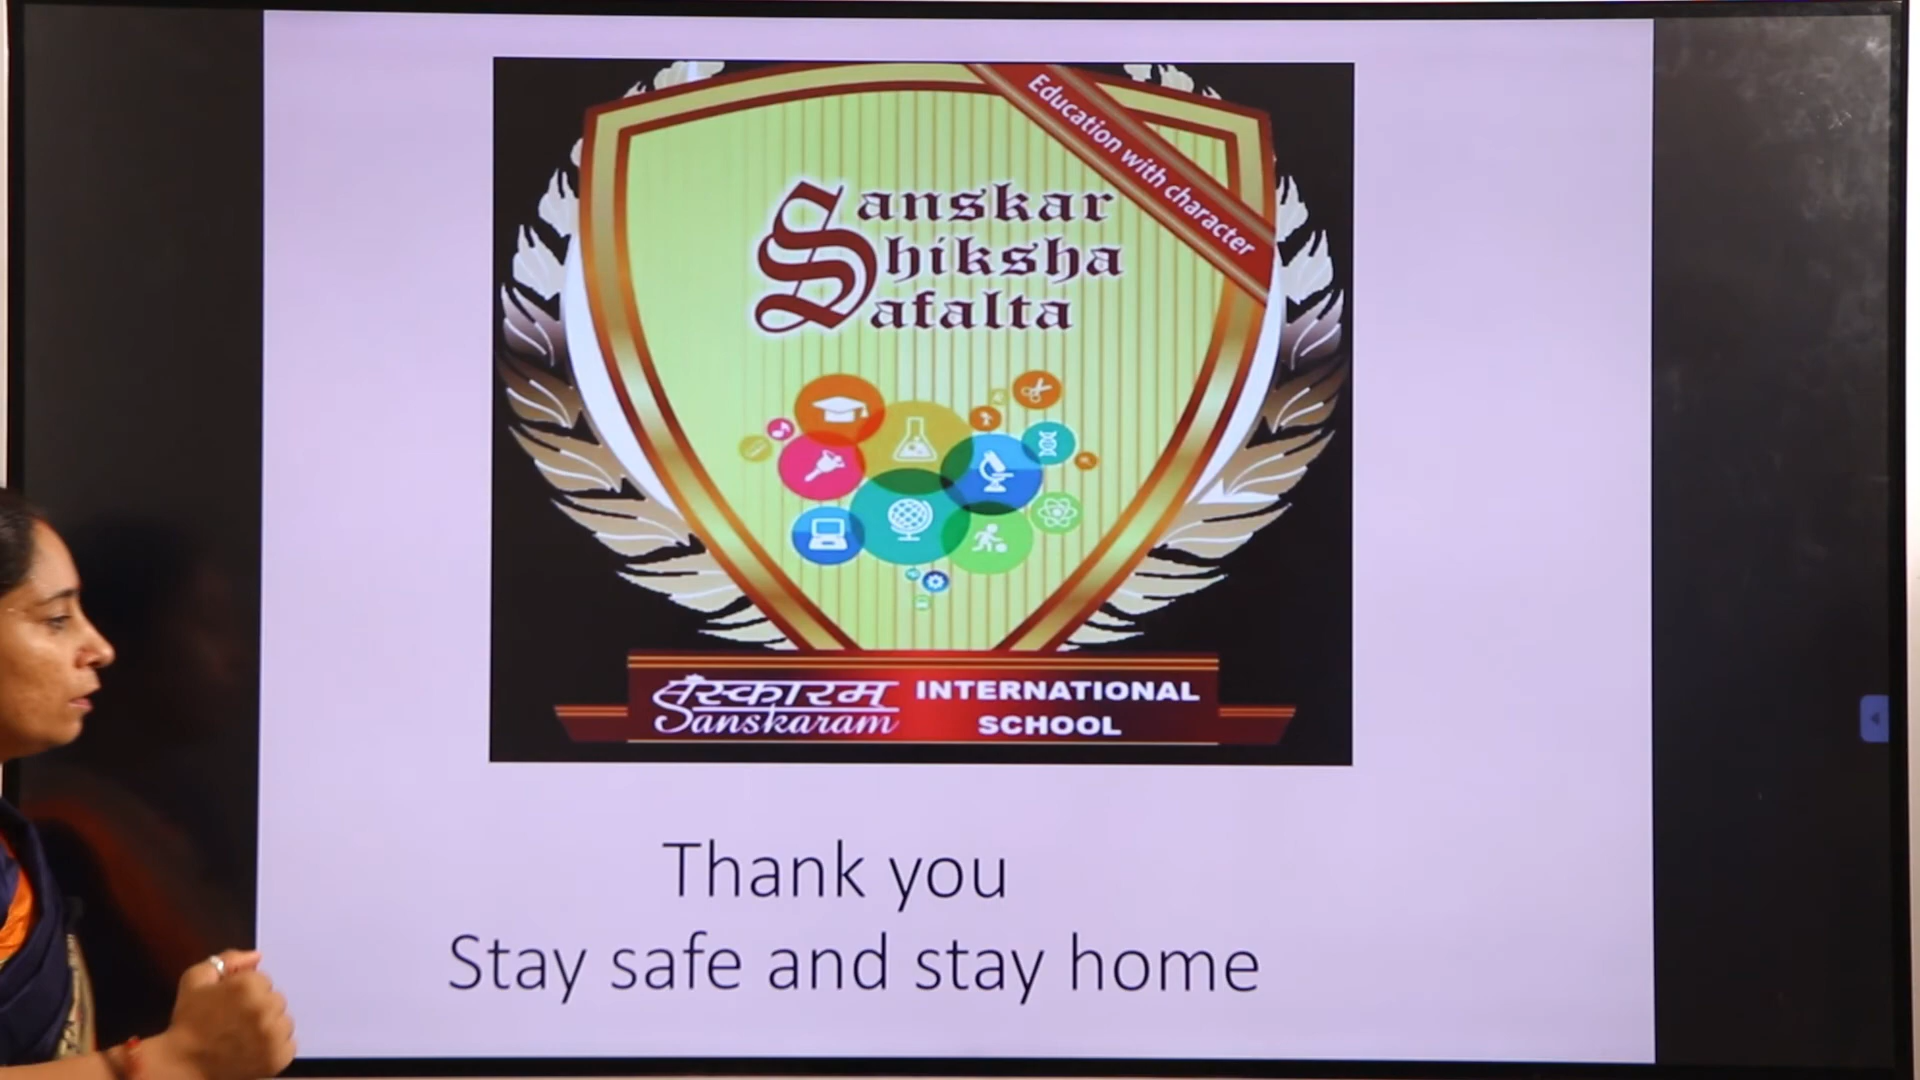 Education with character
Sanskar
Shiksha
Safalta
संस्कारम INTERNATIONAL
Sanskaram SCHOOL
Thank you
Stay safe and stay home